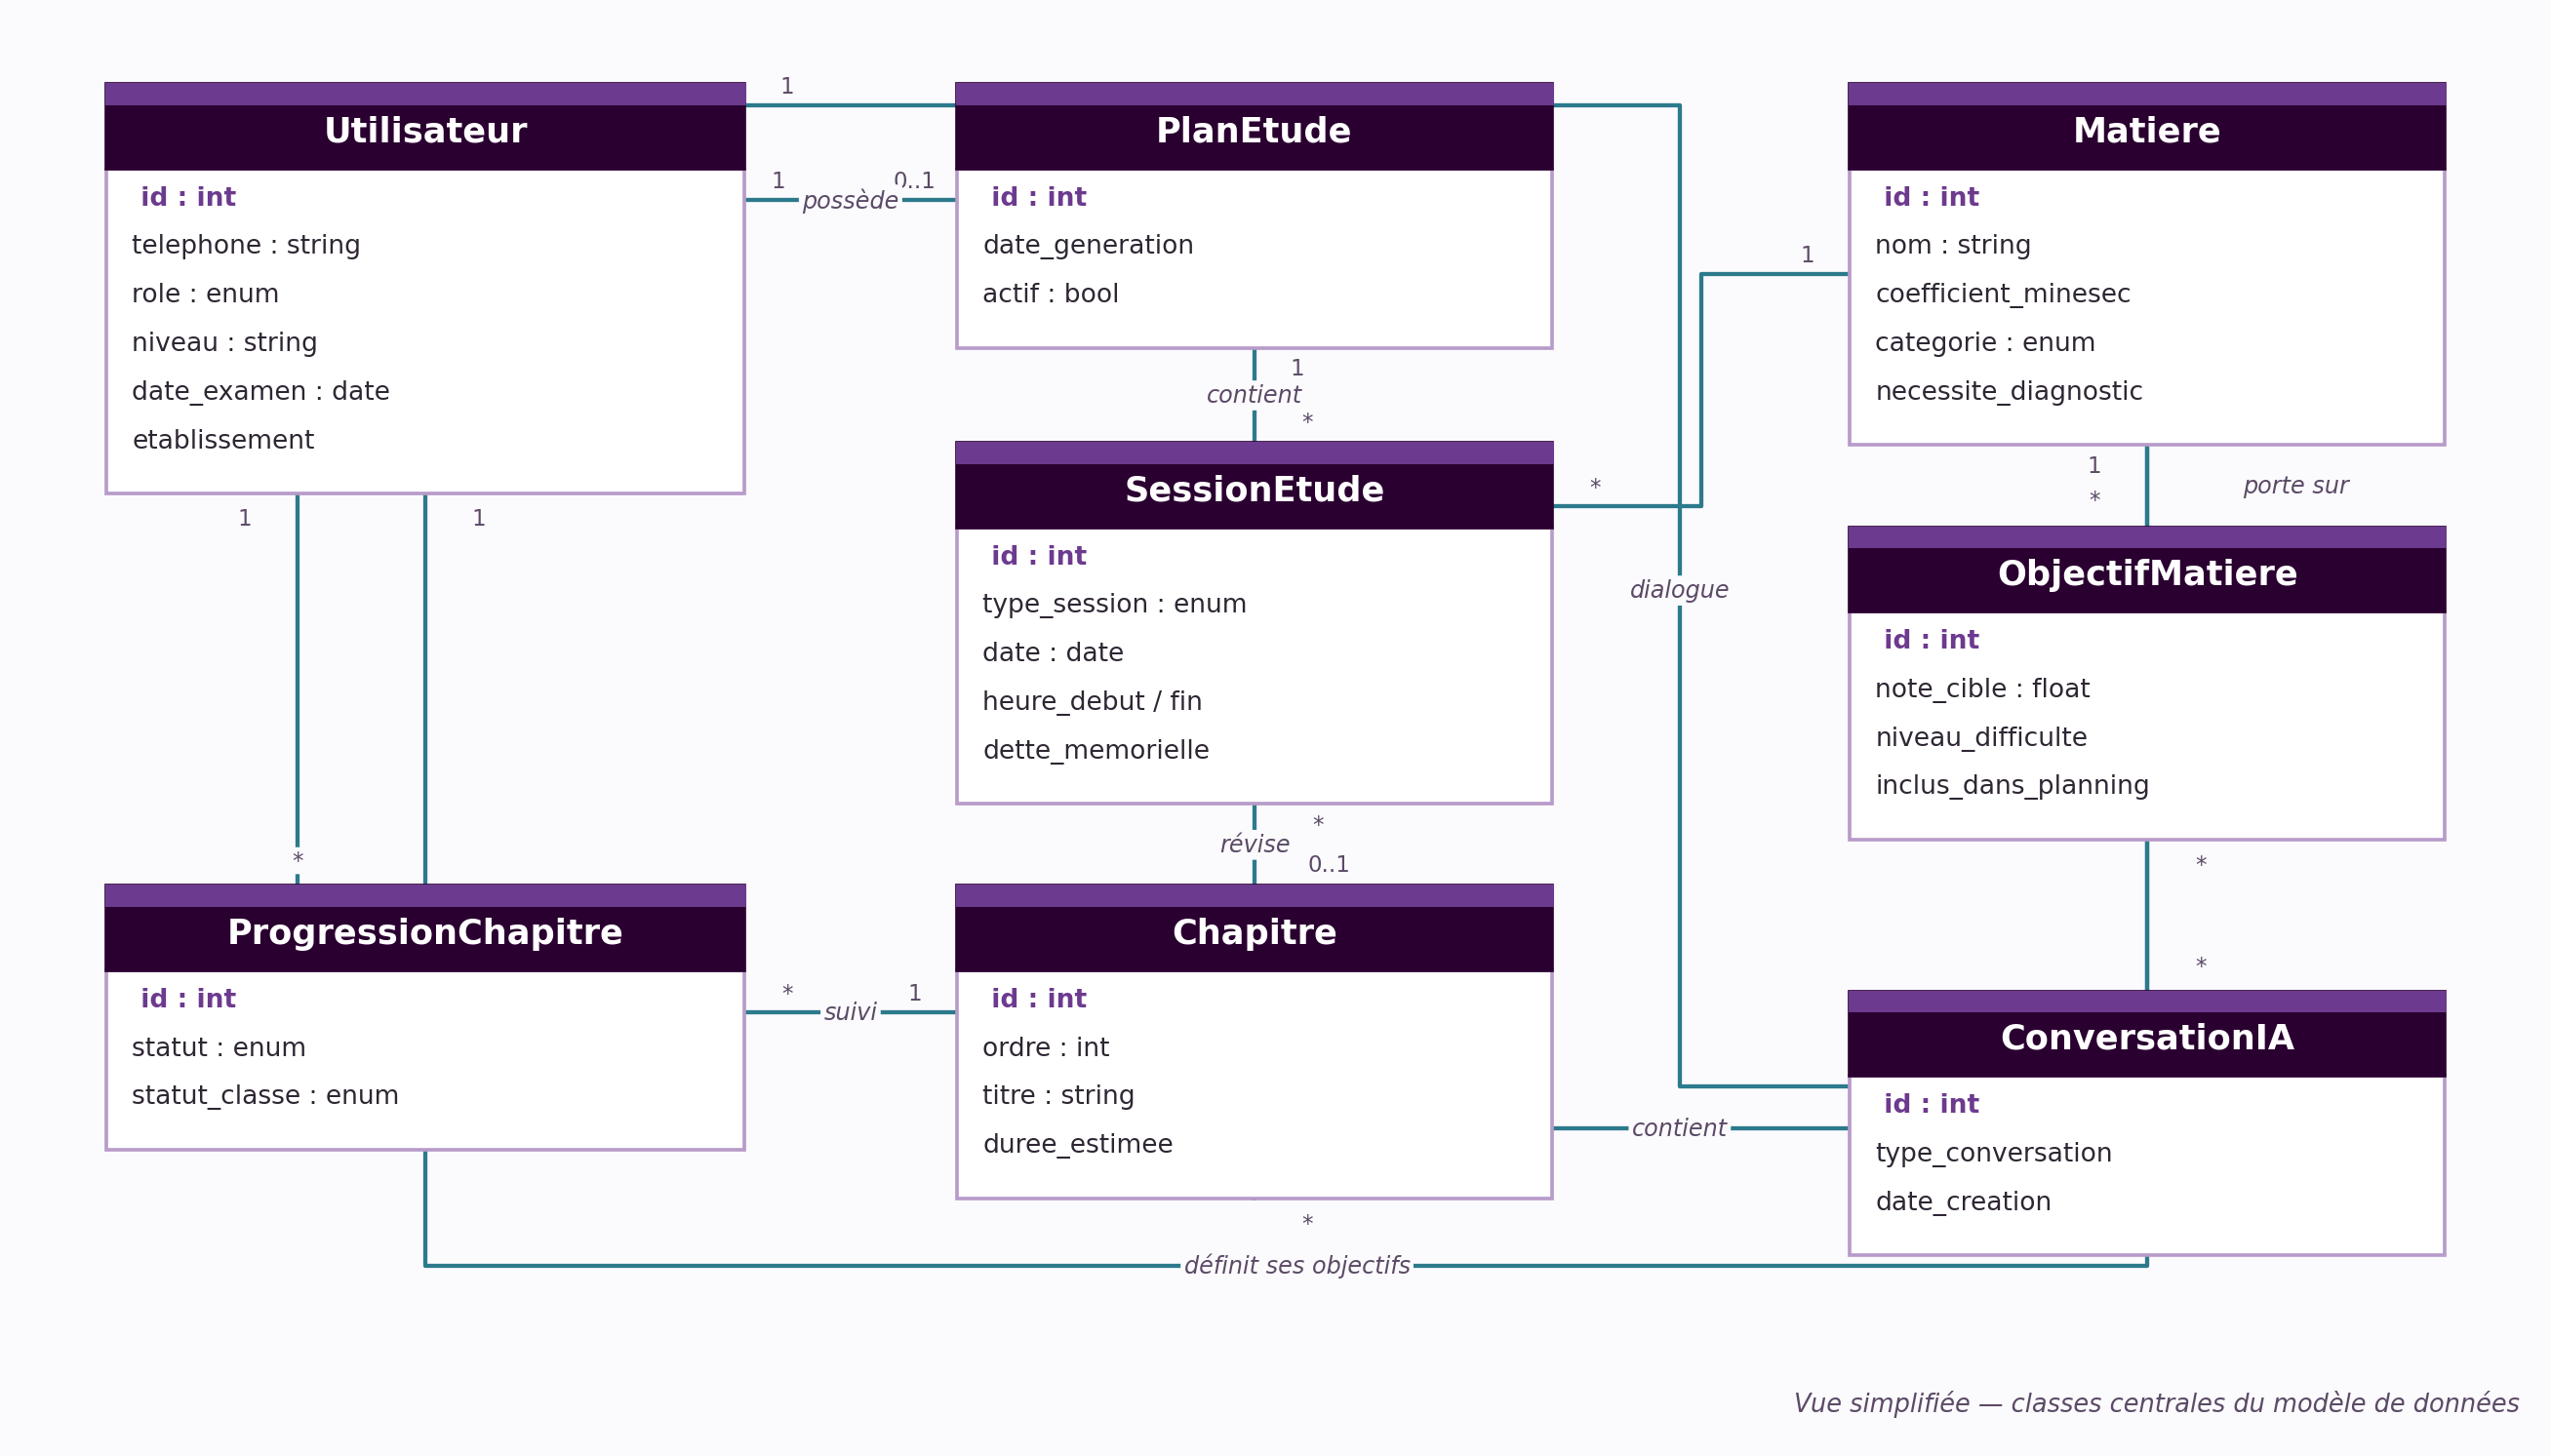 Utilisateur
id : int
telephone : string
role : enum
niveau : string
date_examen : date
etablissement
1
1
possède
0..1
PlanEtude
id : int
date_generation
actif : bool
1
contient
*
Matiere
id : int
nom : string
coefficient_minesec
categorie : enum
necessite_diagnostic
1
SessionEtude
id : int
type_session : enum
date : date
heure_debut / fin
dette_memorielle
*
dialogue
1
*
porte sur
ObjectifMatiere
id : int
note_cible : float
niveau_difficulte
inclus_dans_planning
1
1
*
*
révise
0..1
*
*
ProgressionChapitre
id : int
statut : enum
statut_classe : enum
*
suivi
1
Chapitre
id : int
ordre : int
titre : string
duree_estimee
contient
ConversationIA
id : int
type_conversation
date_creation
*
définit ses objectifs
Vue simplifiée — classes centrales du modèle de données